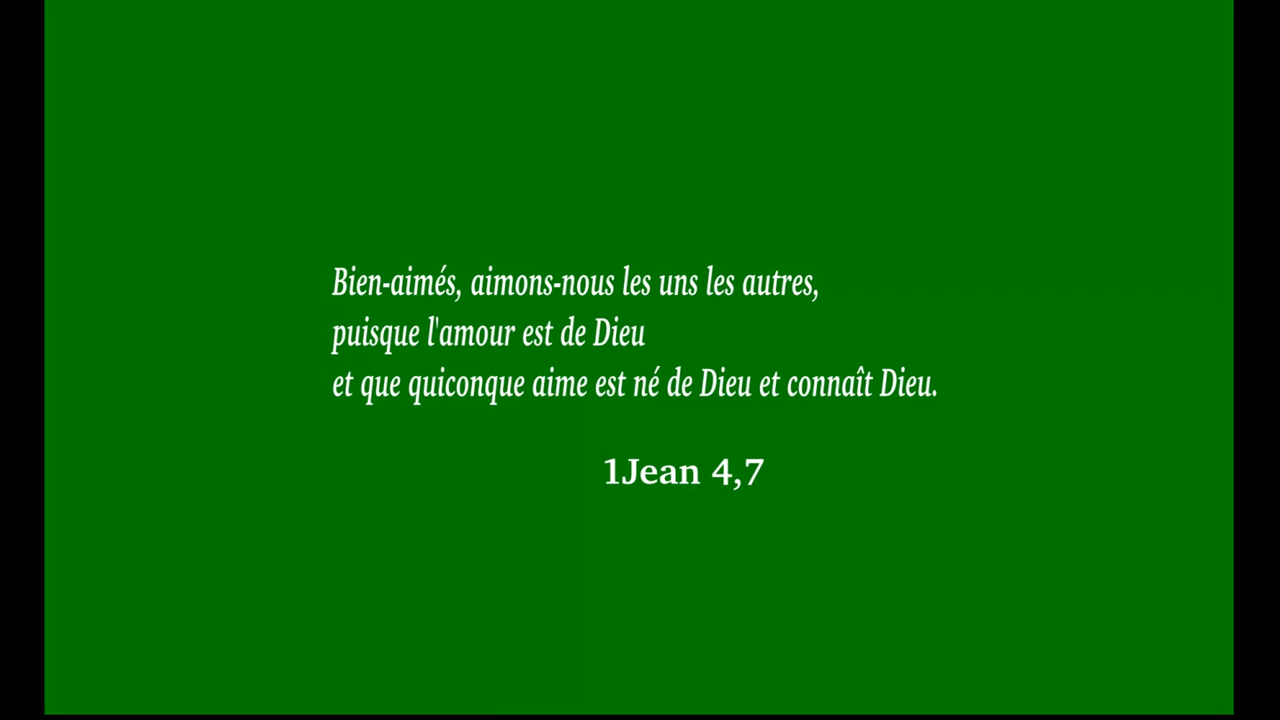 Bien-aimés, aimons-nous les uns les autres,
puisque l'amour est de Dieu
et que quiconque aime est né de Dieu et connaît Dieu.
1Jean 4,7